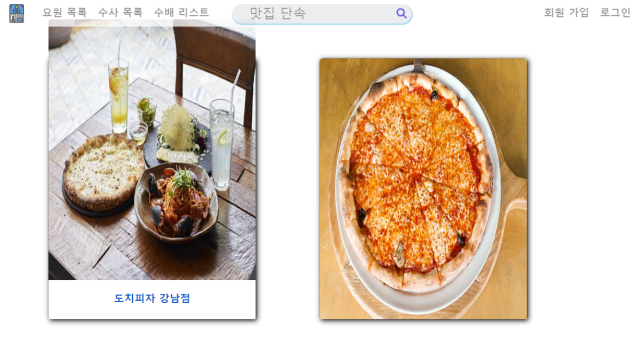 요원 목록 수사 목록 수배 리스트 맛집 단속 회원 가입 로그인
도치피자 강남점